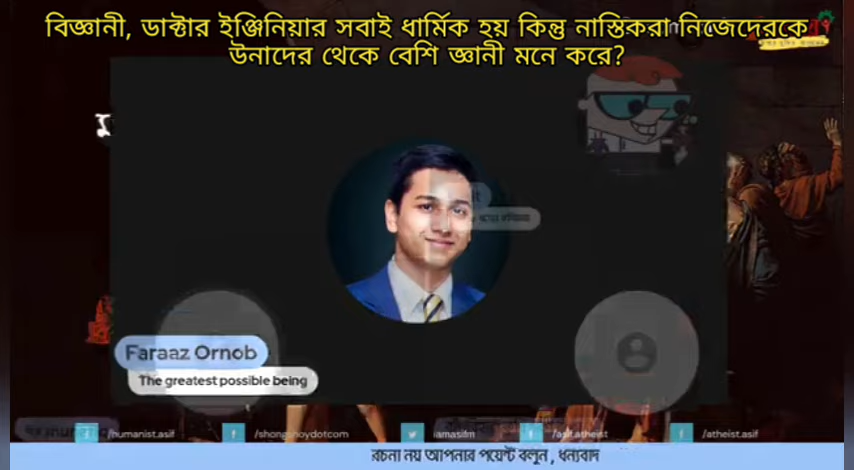 বিজ্ঞানী, ডাক্টার ইঞ্জিনিয়ার সবাই ধার্মিক হয় কিন্তু নাস্তিকরা নিজেদেরকে
উনাদের থেকে বেশি জ্ঞানী মনে করে?
Faraaz Ornob
The greatest possible being
/humanist.asif
/shongshoydotcom
iamasifm
/asif.atheist
/atheist.asif
রচনা নয় আপনার পয়েন্ট বলুন , ধন্যবাদ